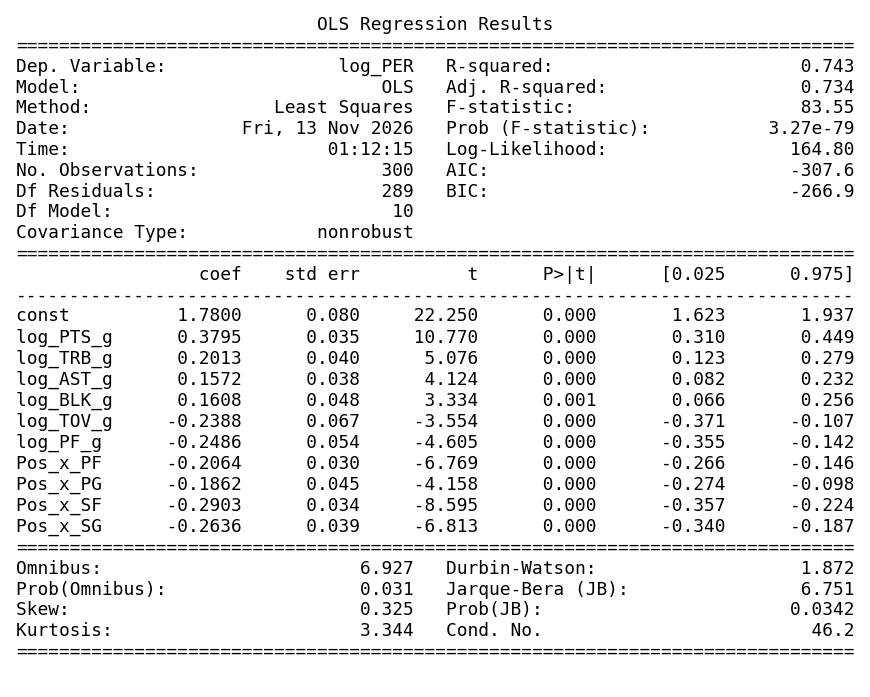 OLS Regression Results
==============================================================================
Dep. Variable:                log_PER   R-squared:                       0.743
Model:                            OLS   Adj. R-squared:                  0.734
Method:                 Least Squares   F-statistic:                     83.55
Date:                Fri, 13 Nov 2026   Prob (F-statistic):           3.27e-79
Time:                        01:12:15   Log-Likelihood:                 164.80
No. Observations:                 300   AIC:                            -307.6
Df Residuals:                     289   BIC:                            -266.9
Df Model:                          10
Covariance Type:            nonrobust
==============================================================================
                 coef    std err          t      P>|t|      [0.025      0.975]
------------------------------------------------------------------------------
const          1.7800      0.080     22.250      0.000       1.623       1.937
log_PTS_g      0.3795      0.035     10.770      0.000       0.310       0.449
log_TRB_g      0.2013      0.040      5.076      0.000       0.123       0.279
log_AST_g      0.1572      0.038      4.124      0.000       0.082       0.232
log_BLK_g      0.1608      0.048      3.334      0.001       0.066       0.256
log_TOV_g     -0.2388      0.067     -3.554      0.000      -0.371      -0.107
log_PF_g      -0.2486      0.054     -4.605      0.000      -0.355      -0.142
Pos_x_PF      -0.2064      0.030     -6.769      0.000      -0.266      -0.146
Pos_x_PG      -0.1862      0.045     -4.158      0.000      -0.274      -0.098
Pos_x_SF      -0.2903      0.034     -8.595      0.000      -0.357      -0.224
Pos_x_SG      -0.2636      0.039     -6.813      0.000      -0.340      -0.187
==============================================================================
Omnibus:                        6.927   Durbin-Watson:                   1.872
Prob(Omnibus):                  0.031   Jarque-Bera (JB):                6.751
Skew:                           0.325   Prob(JB):                       0.0342
Kurtosis:                       3.344   Cond. No.                         46.2
==============================================================================